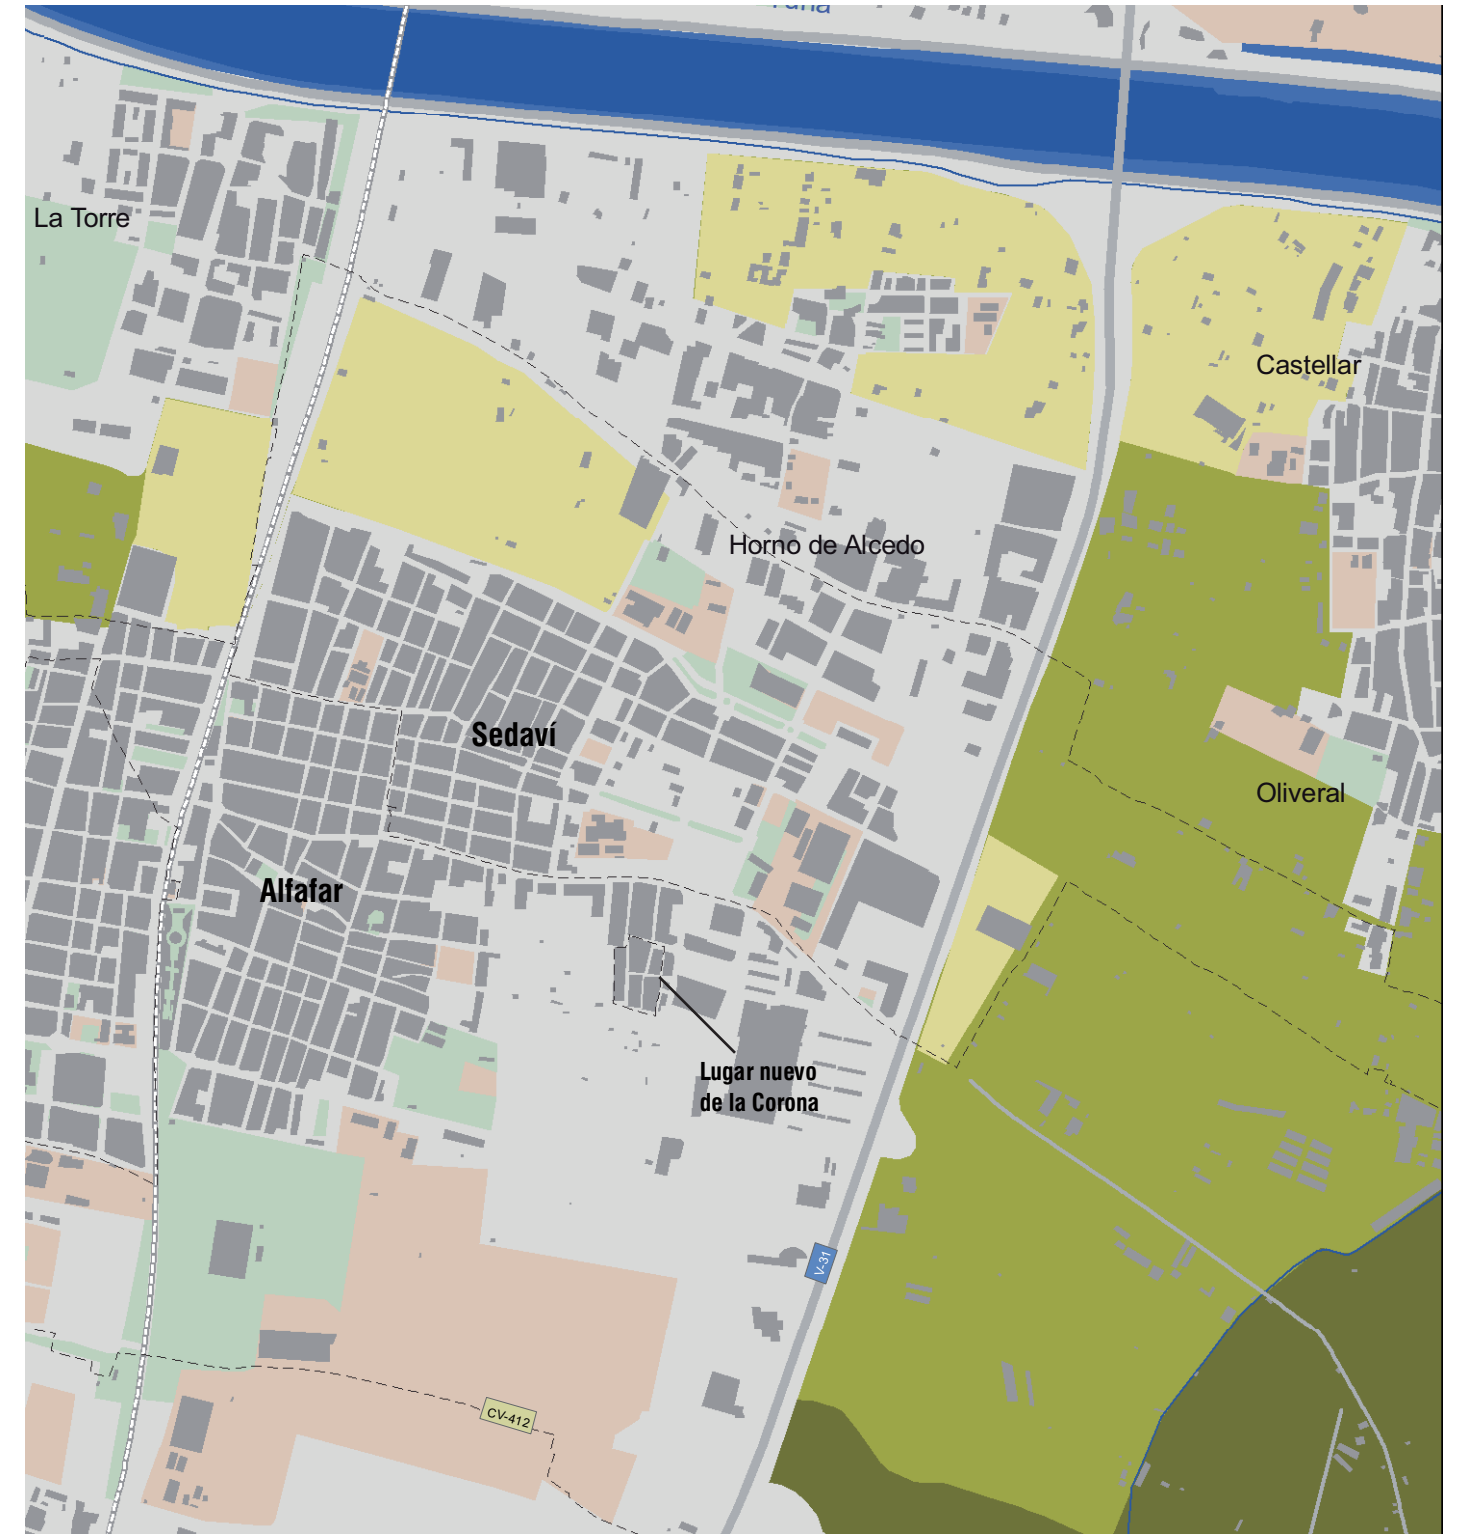 La Torre
Castellar
Horno de Alcedo
Sedaví
Oliveral
Alfafar
Lugar nuevo
de la Corona
V-31
CV-412